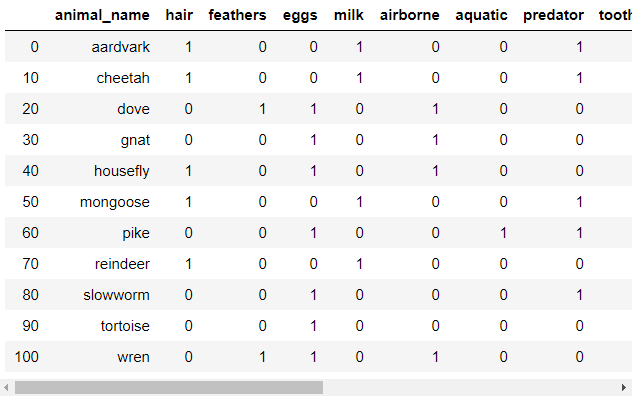 animal_name hair feathers eggs milk airborne aquatic predator tooth
0 aardvark 1 0 0 1 0 0 1
10 cheetah 1 0 0 1 0 0 1
20 dove 0 1 1 0 1 0 0
30 gnat 0 0 1 0 1 0 0
40 housefly 1 0 1 0 1 0 0
50 mongoose 1 0 0 1 0 0 1
60 pike 0 0 1 0 0 1 1
70 reindeer 1 0 0 1 0 0 0
80 slowworm 0 0 1 0 0 0 1
90 tortoise 0 0 1 0 0 0 0
100 wren 0 1 1 0 1 0 0